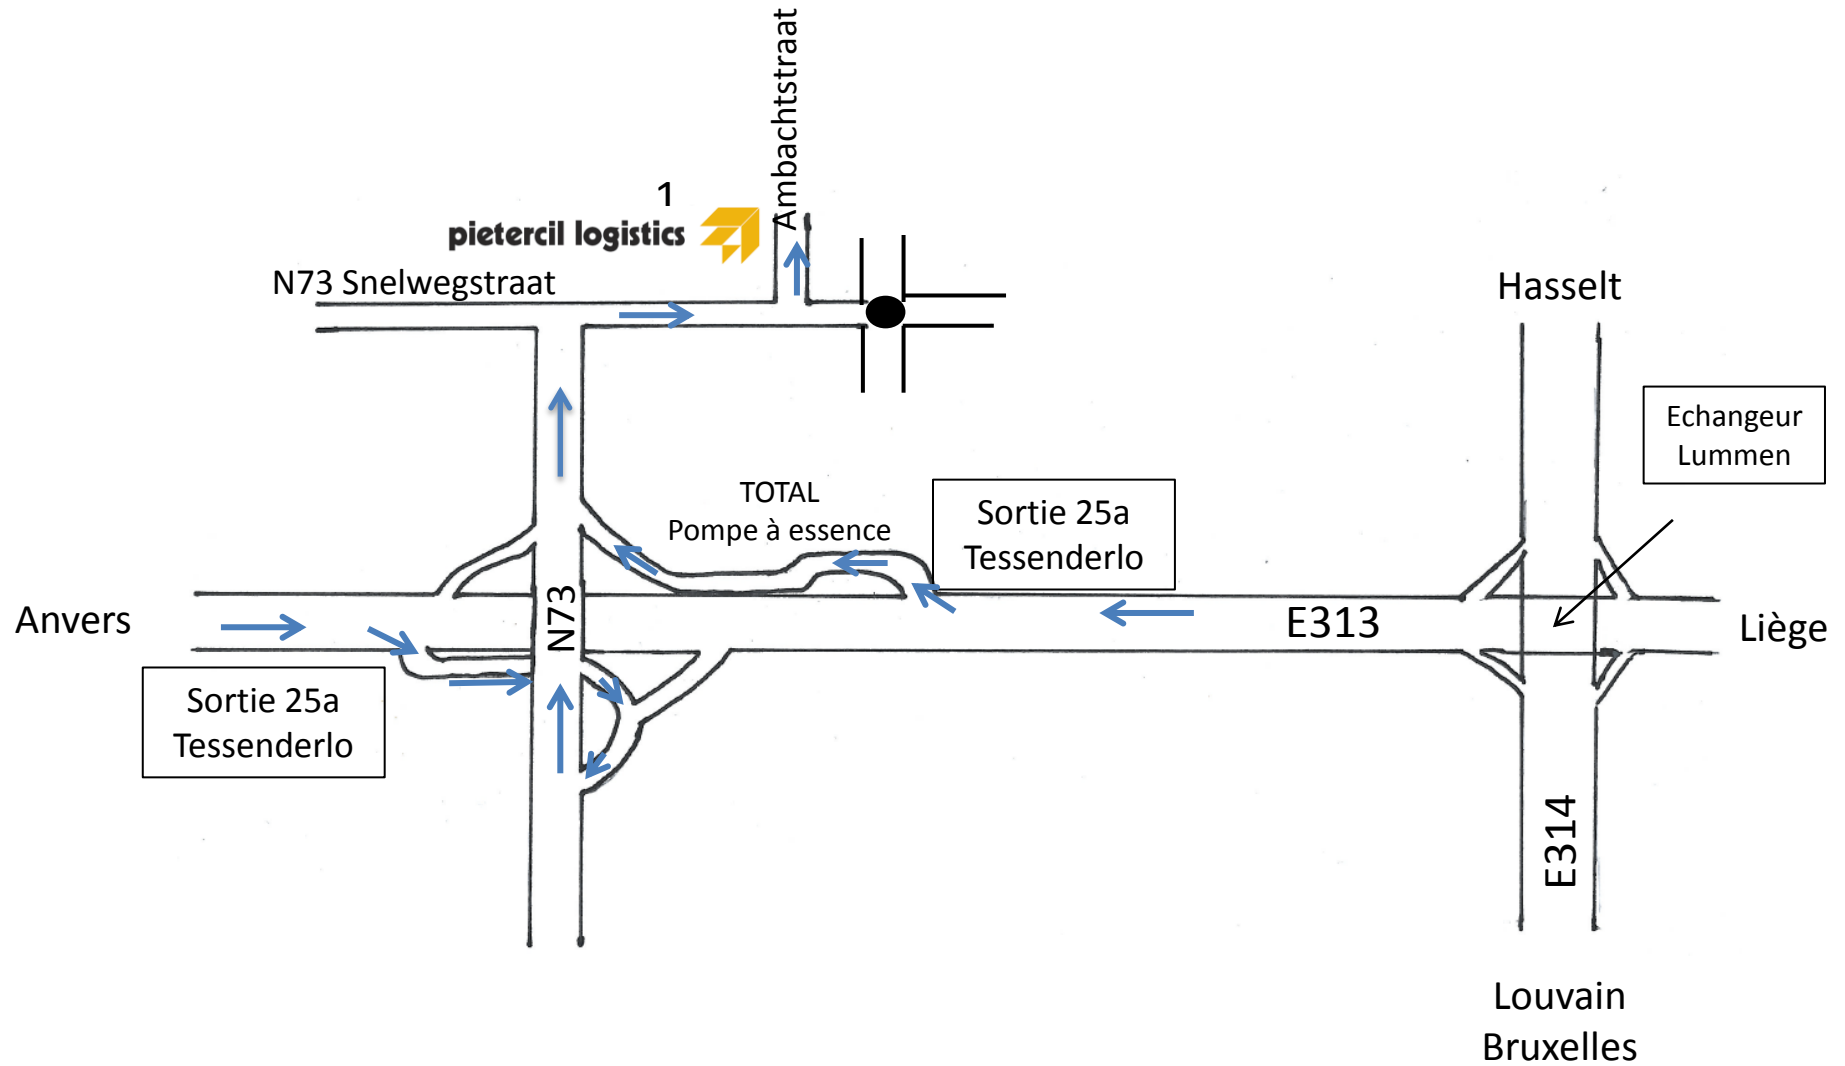 Ambachtstraat
1
pietercil logistics
N73 Snelwegstraat
Hasselt
Echangeur
Lummen
TOTAL
Pompe à essence
Sortie 25a
Tessenderlo
Anvers
N73
E313
Liège
Sortie 25a
Tessenderlo
E314
Louvain
Bruxelles